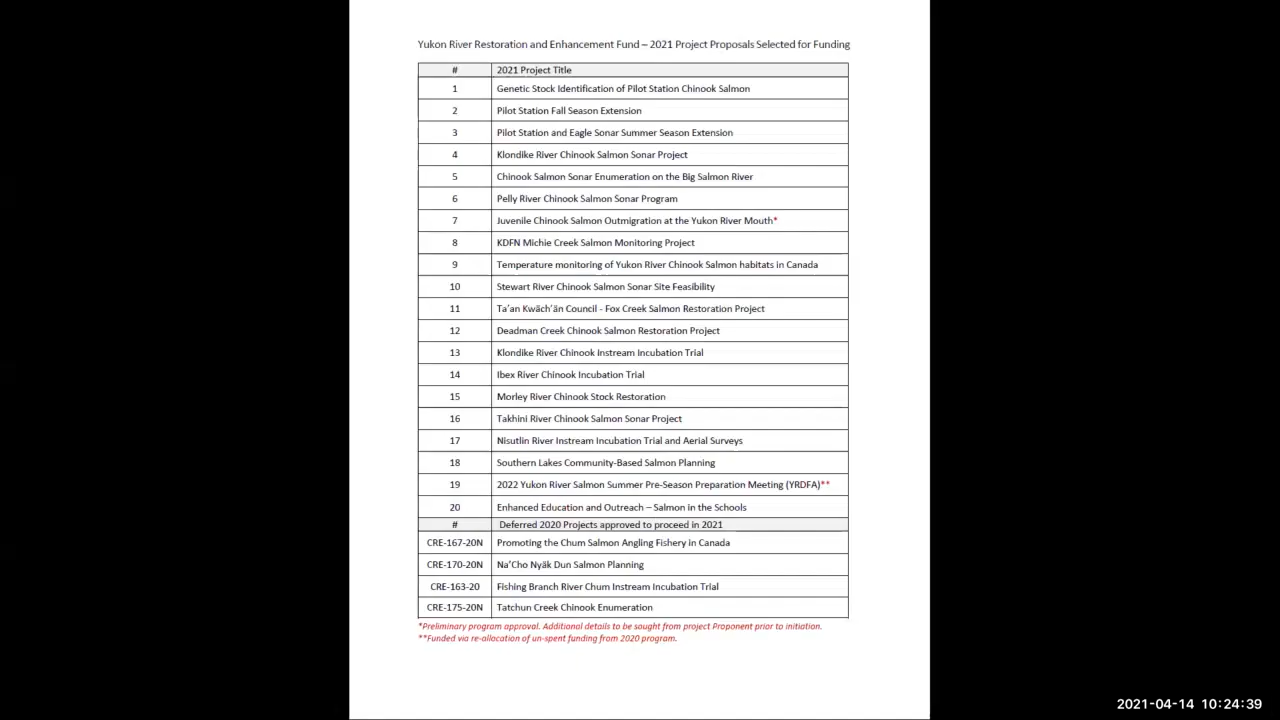 Yukon River Restoration and Enhancement Fund – 2021 Project Proposals Selected for Funding
# 2021 Project Title
1 Genetic Stock Identification of Pilot Station Chinook Salmon
2 Pilot Station Fall Season Extension
3 Pilot Station and Eagle Sonar Summer Season Extension
4 Klondike River Chinook Salmon Sonar Project
5 Chinook Salmon Sonar Enumeration on the Big Salmon River
6 Pelly River Chinook Salmon Sonar Program
7 Juvenile Chinook Salmon Outmigration at the Yukon River Mouth*
8 KDFN Michie Creek Salmon Monitoring Project
9 Temperature monitoring of Yukon River Chinook Salmon habitats in Canada
10 Stewart River Chinook Salmon Sonar Site Feasibility
11 Ta’an Kwäch’än Council - Fox Creek Salmon Restoration Project
12 Deadman Creek Chinook Salmon Restoration Project
13 Klondike River Chinook Instream Incubation Trial
14 Ibex River Chinook Incubation Trial
15 Morley River Chinook Stock Restoration
16 Takhini River Chinook Salmon Sonar Project
17 Nisutlin River Instream Incubation Trial and Aerial Surveys
18 Southern Lakes Community-Based Salmon Planning
19 2022 Yukon River Salmon Summer Pre-Season Preparation Meeting (YRDFA)**
20 Enhanced Education and Outreach – Salmon in the Schools
# Deferred 2020 Projects approved to proceed in 2021
CRE-167-20N Promoting the Chum Salmon Angling Fishery in Canada
CRE-170-20N Na’Cho Nyäk Dun Salmon Planning
CRE-163-20 Fishing Branch River Chum Instream Incubation Trial
CRE-175-20N Tatchun Creek Chinook Enumeration
*Preliminary program approval. Additional details to be sought from project Proponent prior to initiation.
**Funded via re-allocation of un-spent funding from 2020 program.
2021-04-14 10:24:39